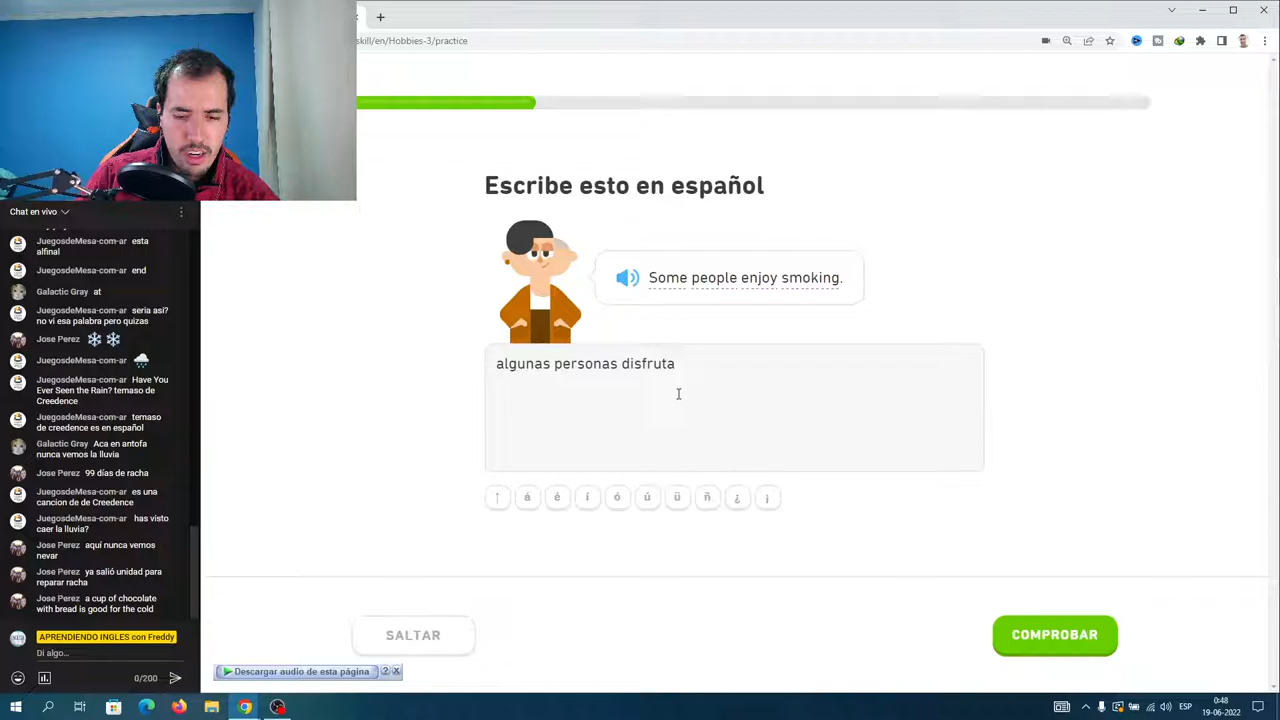 skill/en/Hobbies-3/practice
Escribe esto en español
Some people enjoy smoking.
algunas personas disfruta
↑ á é í ó ú ü ñ ¿ ¡
SALTAR
COMPROBAR
Descargar audio de esta página ? X
Chat en vivo
JuegosdeMesa-com-ar esta
alfinal
JuegosdeMesa-com-ar end
Galactic Gray at
JuegosdeMesa-com-ar seria asi?
no vi esa palabra pero quizas
Jose Perez ❄️ ❄️
JuegosdeMesa-com-ar 🌧️
JuegosdeMesa-com-ar Have You
Ever Seen the Rain? temaso de
Creedence
JuegosdeMesa-com-ar temaso
de creedence es en español
Galactic Gray Aca en antofa
nunca vemos la lluvia
Jose Perez 99 días de racha
JuegosdeMesa-com-ar es una
cancion de de Creedence
JuegosdeMesa-com-ar has visto
caer la lluvia?
Jose Perez aquí nunca vemos
nevar
Jose Perez ya salió unidad para
reparar racha
Jose Perez a cup of chocolate
with bread is good for the cold
APRENDIENDO INGLES con Freddy
Di algo...
0/200
ESP
0:48
19-06-2022